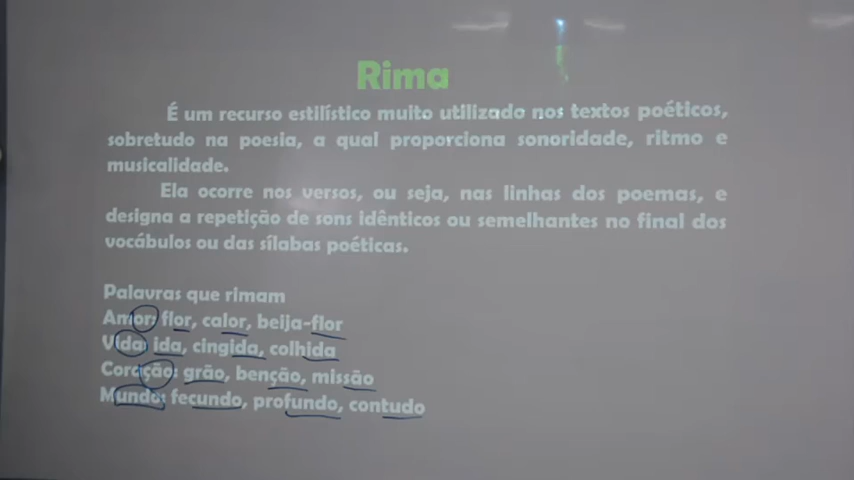 Rima
É um recurso estilístico muito utilizado nos textos poéticos,
sobretudo na poesia, a qual proporciona sonoridade, ritmo e
musicalidade.
Ela ocorre nos versos, ou seja, nas linhas dos poemas, e
designa a repetição de sons idênticos ou semelhantes no final dos
vocábulos ou das sílabas poéticas.
Palavras que rimam
Amor: flor, calor, beija-flor
Vida: ida, cingida, colhida
Coração: grão, benção, missão
Mundo: fecundo, profundo, contudo